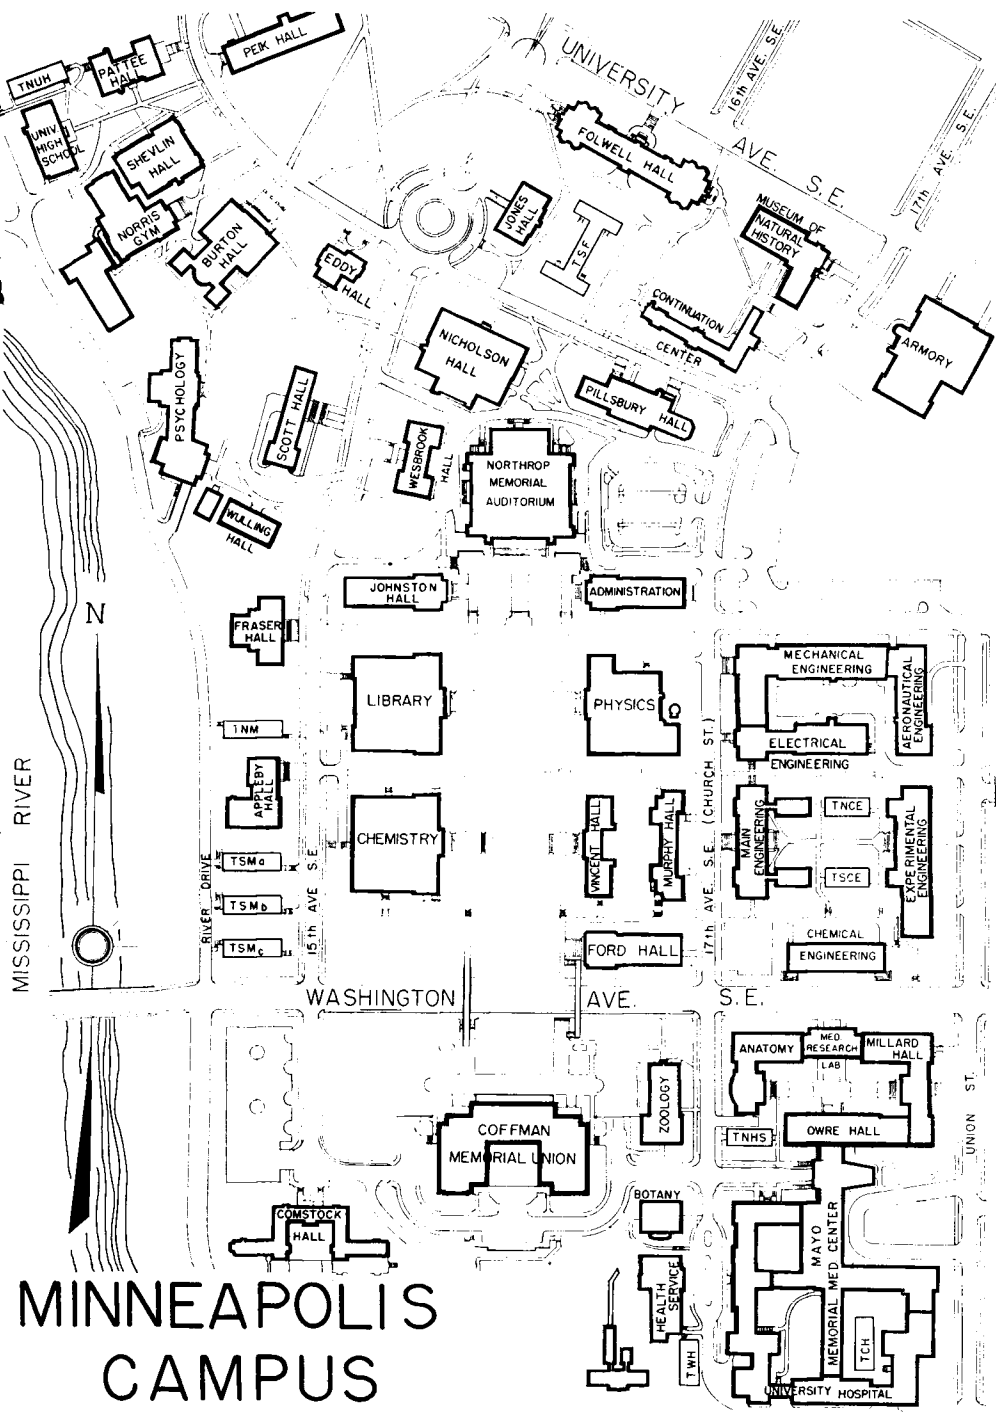 UNIVERSITY
AVE.
S.E.
16th AVE. S.E.
17th AVE. S.E.
PEIK HALL
PATTEE
HALL
TNUH
UNIV
HIGH
SCHOOL
SHEVLIN
HALL
NORRIS
GYM
BURTON
HALL
EDDY
HALL
JONES
HALL
FOLWELL HALL
T.S.F.
MUSEUM OF
NATURAL
HISTORY
CONTINUATION
CENTER
ARMORY
NICHOLSON
HALL
PILLSBURY HALL
PSYCHOLOGY
SCOTT HALL
WESBROOK
HALL
NORTHROP
MEMORIAL
AUDITORIUM
WULLING
HALL
JOHNSTON
HALL
ADMINISTRATION
N
FRASER
HALL
MECHANICAL
ENGINEERING
AERONAUTICAL
ENGINEERING
LIBRARY
PHYSICS
TNM
ELECTRICAL
ENGINEERING
APPLEBY
HALL
CHEMISTRY
VINCENT HALL
MURPHY HALL
17th AVE. S.E. (CHURCH ST.)
MAIN
ENGINEERING
TNCE
TSCE
EXPERIMENTAL
ENGINEERING
MISSISSIPPI RIVER
RIVER DRIVE
TSMa
TSMb
TSMc
15th AVE S.E.
FORD HALL
CHEMICAL
ENGINEERING
WASHINGTON AVE. S.E.
ANATOMY
MED.
RESEARCH
LAB
MILLARD
HALL
ZOOLOGY
COFFMAN
MEMORIAL UNION
TNHS
OWRE HALL
UNION ST.
BOTANY
COMSTOCK
HALL
MAYO
MEMORIAL MED CENTER
HEALTH
SERVICE
TWH
TCH
UNIVERSITY HOSPITAL
MINNEAPOLIS
CAMPUS